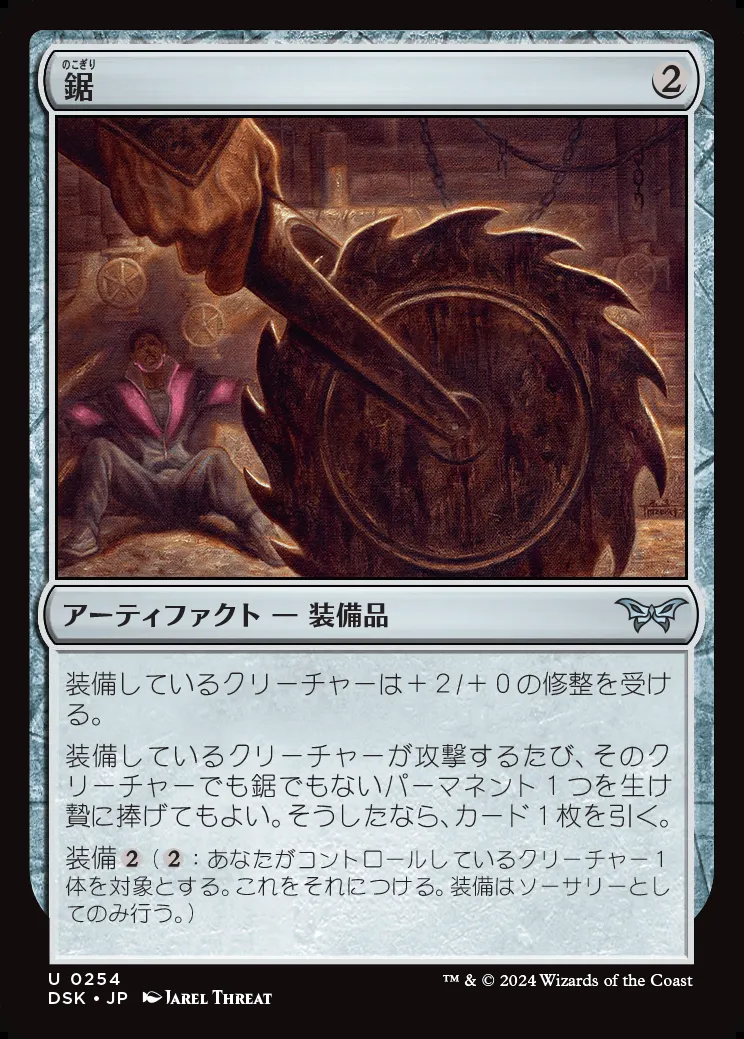 のこぎり
鋸
2
アーティファクト — 装備品
装備しているクリーチャーは＋２/＋０の修整を受け
る。
装備しているクリーチャーが攻撃するたび、そのク
リーチャーでも鋸でもないパーマネント１つを生け
贄に捧げてもよい。そうしたなら、カード１枚を引く。
装備2（2：あなたがコントロールしているクリーチャー１
体を対象とする。これをそれにつける。装備はソーサリーとし
てのみ行う。）
U 0254
DSK • JP JAREL THREAT
™ & © 2024 Wizards of the Coast